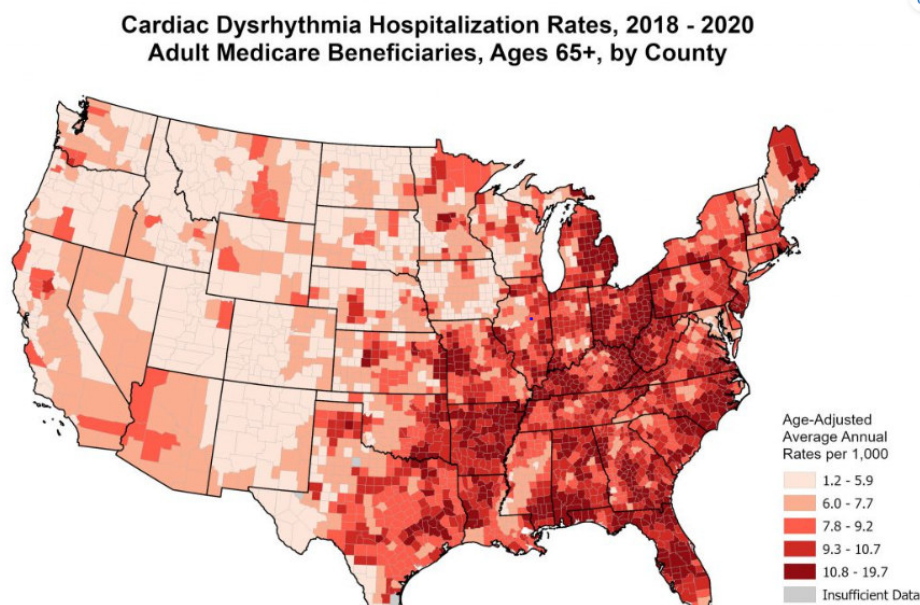 Cardiac Dysrhythmia Hospitalization Rates, 2018 - 2020
Adult Medicare Beneficiaries, Ages 65+, by County
Age-Adjusted
Average Annual
Rates per 1,000
1.2 - 5.9
6.0 - 7.7
7.8 - 9.2
9.3 - 10.7
10.8 - 19.7
Insufficient Data